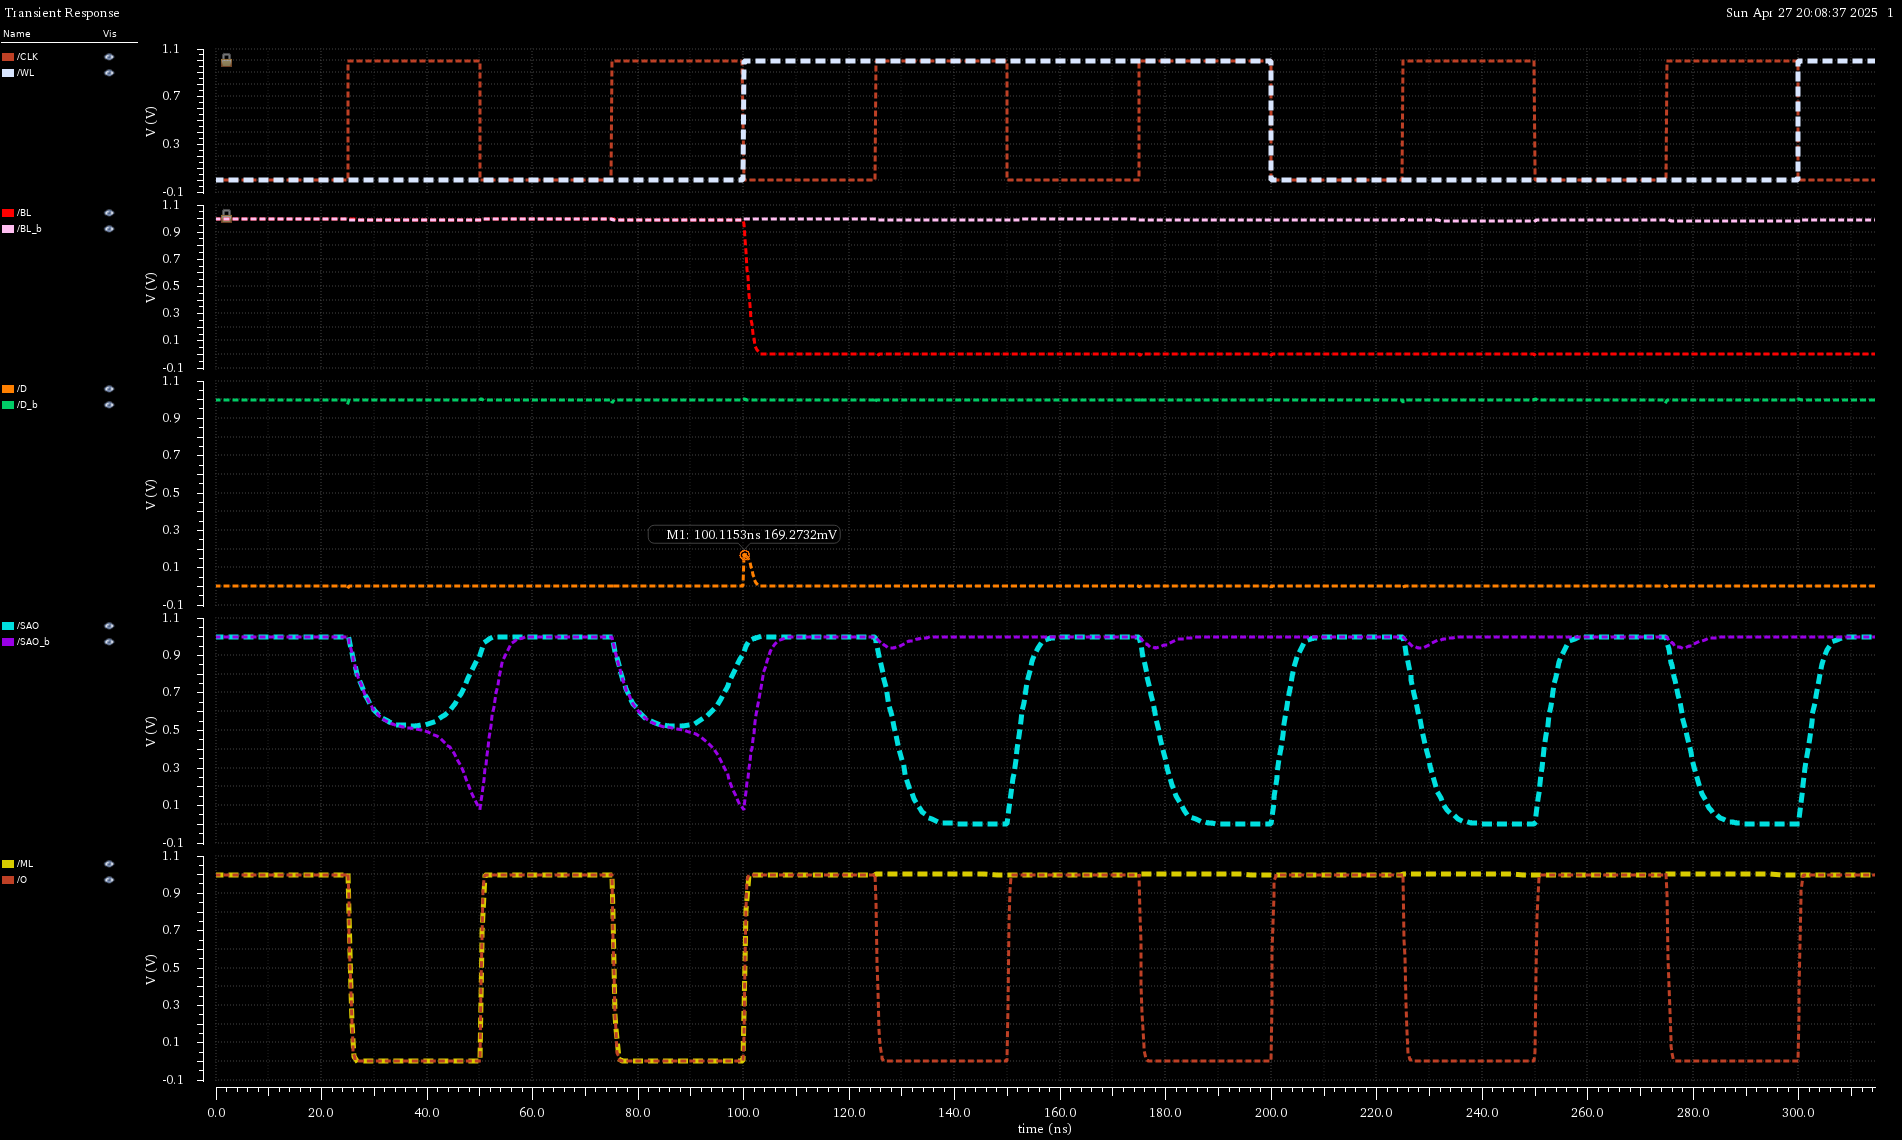 Transient Response
Sun Apr 27 20:08:37 2025 1
Name Vis
/CLK
/WL
1.1
0.7
0.3
-0.1
V (V)
/BL
/BL_b
1.1
0.9
0.7
0.5
0.3
0.1
-0.1
V (V)
/D
/D_b
1.1
0.9
0.7
0.5
0.3
0.1
-0.1
V (V)
M1: 100.1153ns 169.2732mV
/SAO
/SAO_b
1.1
0.9
0.7
0.5
0.3
0.1
-0.1
V (V)
/ML
/O
1.1
0.9
0.7
0.5
0.3
0.1
-0.1
V (V)
0.0 20.0 40.0 60.0 80.0 100.0 120.0 140.0 160.0 180.0 200.0 220.0 240.0 260.0 280.0 300.0
time (ns)